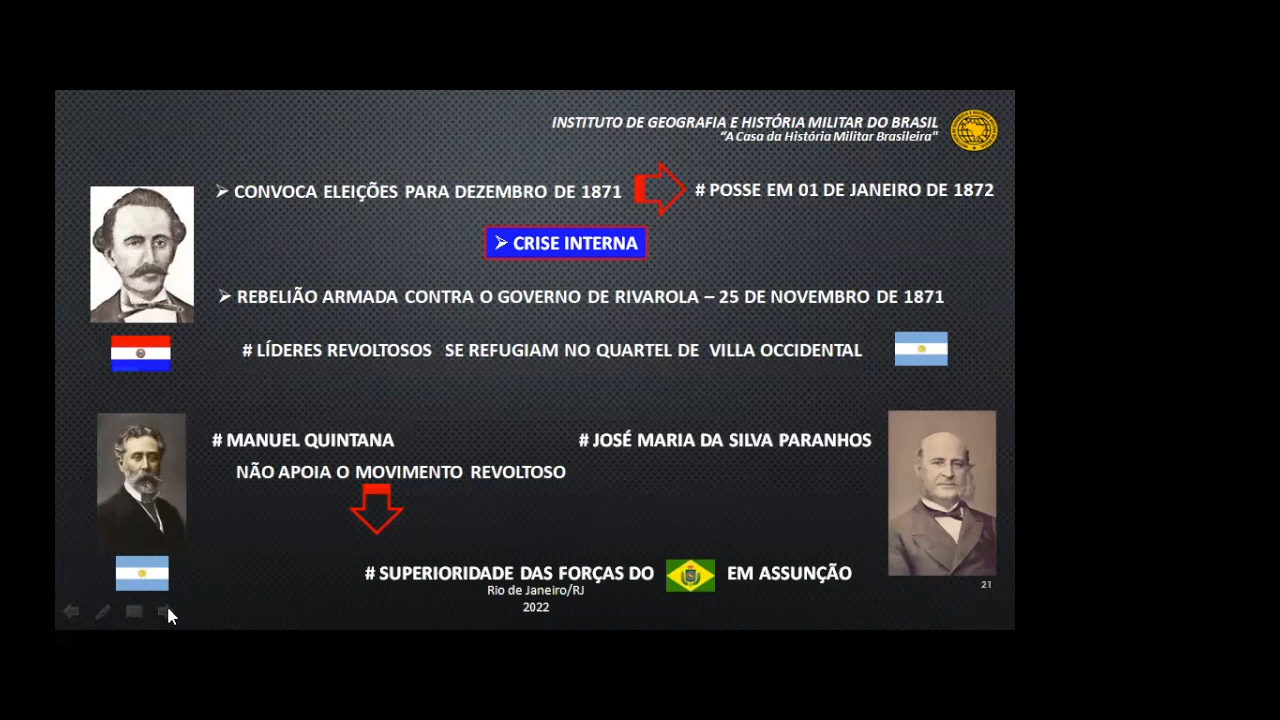 INSTITUTO DE GEOGRAFIA E HISTÓRIA MILITAR DO BRASIL
"A Casa da História Militar Brasileira"
➢ CONVOCA ELEIÇÕES PARA DEZEMBRO DE 1871 # POSSE EM 01 DE JANEIRO DE 1872
➢ CRISE INTERNA
➢ REBELIÃO ARMADA CONTRA O GOVERNO DE RIVAROLA – 25 DE NOVEMBRO DE 1871
# LÍDERES REVOLTOSOS SE REFUGIAM NO QUARTEL DE VILLA OCCIDENTAL
# MANUEL QUINTANA # JOSÉ MARIA DA SILVA PARANHOS
NÃO APOIA O MOVIMENTO REVOLTOSO
# SUPERIORIDADE DAS FORÇAS DO EM ASSUNÇÃO
Rio de Janeiro/RJ
2022
21